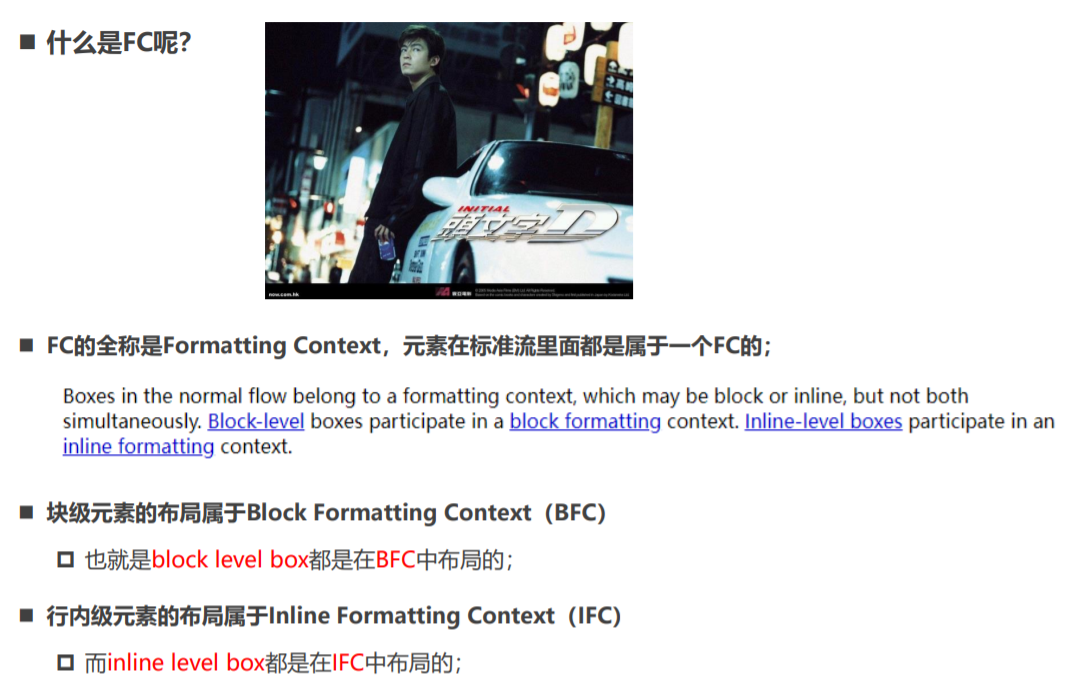 什么是FC呢?
INITIAL
頭文字D
now.com.hk
FC的全称是Formatting Context，元素在标准流里面都是属于一个FC的；
Boxes in the normal flow belong to a formatting context, which may be block or inline, but not both
simultaneously. Block-level boxes participate in a block formatting context. Inline-level boxes participate in an
inline formatting context.
块级元素的布局属于Block Formatting Context（BFC）
也就是block level box都是在BFC中布局的；
行内级元素的布局属于Inline Formatting Context（IFC）
而inline level box都是在IFC中布局的；